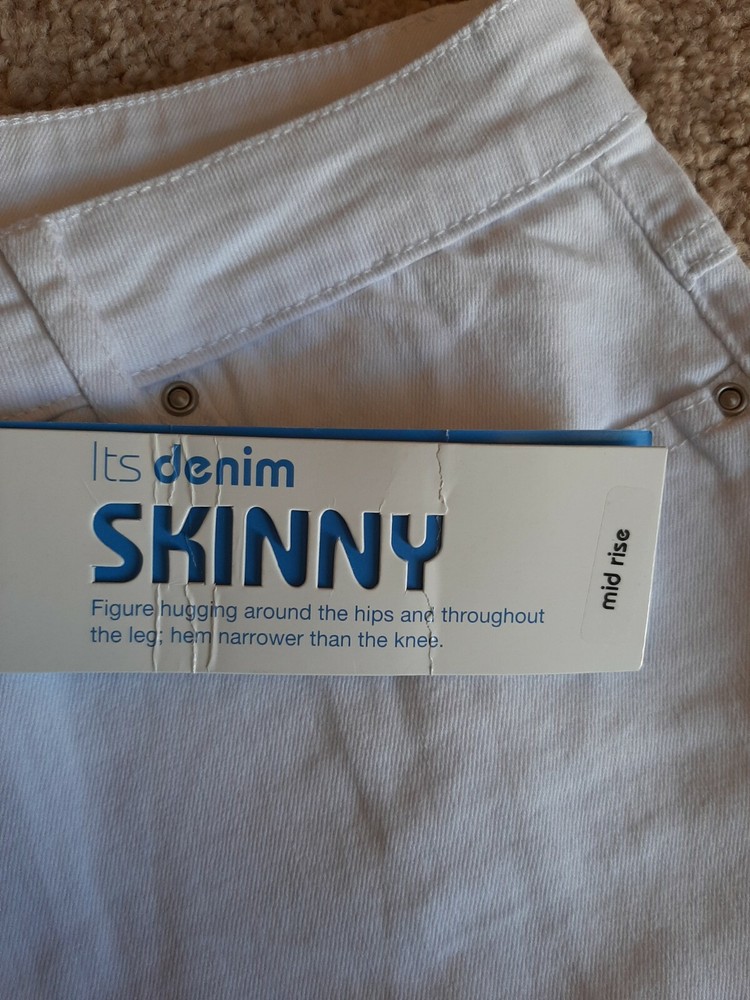 Its denim
SKINNY
Figure hugging around the hips and throughout
the leg; hem narrower than the knee.
mid rise